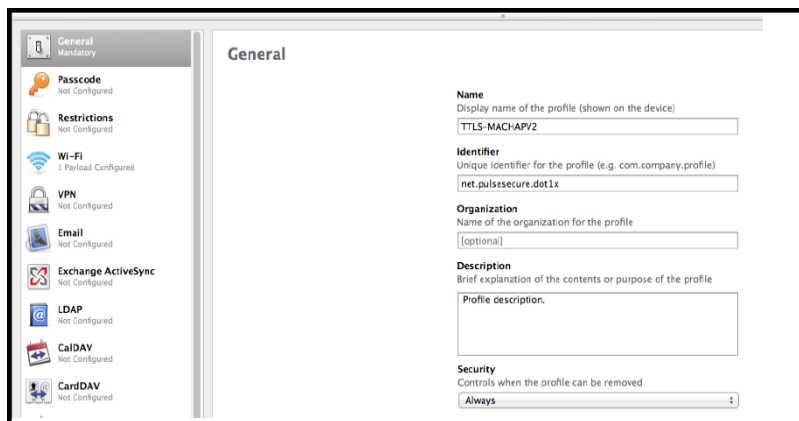 General
Mandatory
Passcode
Not Configured
Restrictions
Not Configured
Wi-Fi
1 Payload Configured
VPN
Not Configured
Email
Not Configured
Exchange ActiveSync
Not Configured
LDAP
Not Configured
CalDAV
Not Configured
CardDAV
Not Configured
General
Name
Display name of the profile (shown on the device)
TTLS-MACHAPV2
Identifier
Unique identifier for the profile (e.g. com.company.profile)
net.pulsesecure.dot1x
Organization
Name of the organization for the profile
[optional]
Description
Brief explanation of the contents or purpose of the profile
Profile description.
Security
Controls when the profile can be removed
Always